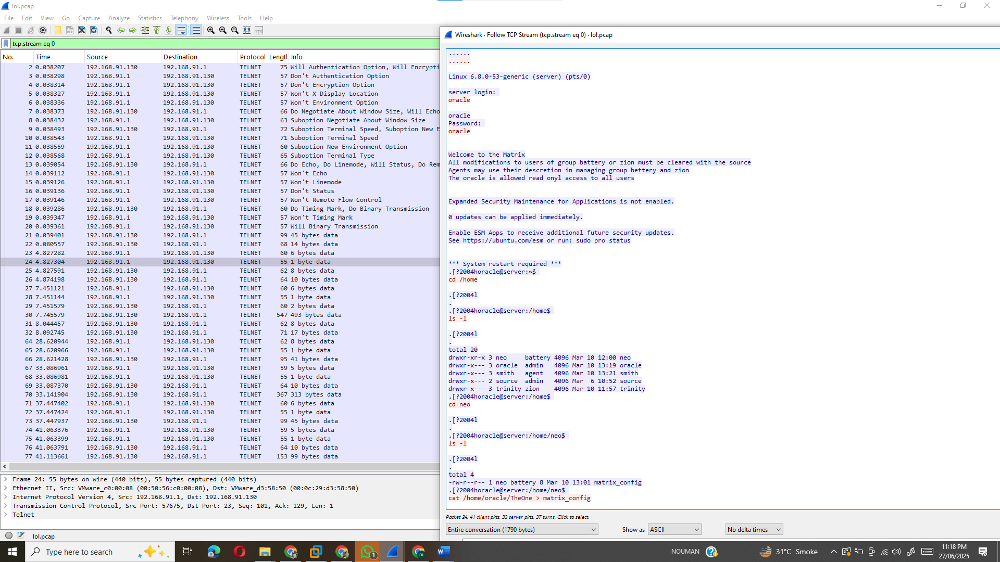 lol.pcap
File Edit View Go Capture Analyze Statistics Telephony Wireless Tools Help
tcp.stream eq 0
No. Time Source Destination Protocol Lengtl Info
2 0.038207 192.168.91.130 192.168.91.1 TELNET 75 Will Authentication Option, Will Encrypti
3 0.038298 192.168.91.1 192.168.91.130 TELNET 57 Don't Authentication Option
4 0.038314 192.168.91.1 192.168.91.130 TELNET 57 Don't Encryption Option
5 0.038327 192.168.91.1 192.168.91.130 TELNET 57 Won't X Display Location
6 0.038336 192.168.91.1 192.168.91.130 TELNET 57 Won't Environment Option
7 0.038373 192.168.91.130 192.168.91.1 TELNET 66 Do Negotiate About Window Size, Will Echo
8 0.038432 192.168.91.1 192.168.91.130 TELNET 63 Suboption Negotiate About Window Size
9 0.038493 192.168.91.130 192.168.91.1 TELNET 72 Suboption Terminal Speed, Suboption New E
10 0.038543 192.168.91.1 192.168.91.130 TELNET 71 Suboption Terminal Speed
11 0.038559 192.168.91.1 192.168.91.130 TELNET 60 Suboption New Environment Option
12 0.038568 192.168.91.1 192.168.91.130 TELNET 65 Suboption Terminal Type
13 0.039054 192.168.91.130 192.168.91.1 TELNET 66 Do Echo, Do Linemode, Will Status, Do Rem
14 0.039112 192.168.91.1 192.168.91.130 TELNET 57 Won't Echo
15 0.039126 192.168.91.1 192.168.91.130 TELNET 57 Won't Linemode
16 0.039136 192.168.91.1 192.168.91.130 TELNET 57 Don't Status
17 0.039146 192.168.91.1 192.168.91.130 TELNET 57 Won't Remote Flow Control
18 0.039286 192.168.91.130 192.168.91.1 TELNET 60 Do Timing Mark, Do Binary Transmission
19 0.039347 192.168.91.1 192.168.91.130 TELNET 57 Won't Timing Mark
20 0.039361 192.168.91.1 192.168.91.130 TELNET 57 Will Binary Transmission
21 0.039401 192.168.91.130 192.168.91.1 TELNET 99 45 bytes data
22 0.080557 192.168.91.130 192.168.91.1 TELNET 68 14 bytes data
23 4.827282 192.168.91.1 192.168.91.130 TELNET 60 6 bytes data
24 4.827304 192.168.91.1 192.168.91.130 TELNET 55 1 byte data
25 4.827591 192.168.91.130 192.168.91.1 TELNET 62 8 bytes data
26 4.874198 192.168.91.130 192.168.91.1 TELNET 64 10 bytes data
27 7.451121 192.168.91.1 192.168.91.130 TELNET 60 6 bytes data
28 7.451144 192.168.91.1 192.168.91.130 TELNET 55 1 byte data
29 7.451579 192.168.91.130 192.168.91.1 TELNET 60 2 bytes data
30 7.745579 192.168.91.130 192.168.91.1 TELNET 547 493 bytes data
31 8.044457 192.168.91.130 192.168.91.1 TELNET 62 8 bytes data
32 8.092745 192.168.91.130 192.168.91.1 TELNET 71 17 bytes data
64 28.620944 192.168.91.1 192.168.91.130 TELNET 62 8 bytes data
65 28.620966 192.168.91.1 192.168.91.130 TELNET 55 1 byte data
66 28.621428 192.168.91.130 192.168.91.1 TELNET 95 41 bytes data
67 33.086961 192.168.91.1 192.168.91.130 TELNET 59 5 bytes data
68 33.086981 192.168.91.1 192.168.91.130 TELNET 55 1 byte data
69 33.087370 192.168.91.130 192.168.91.1 TELNET 64 10 bytes data
70 33.141904 192.168.91.130 192.168.91.1 TELNET 367 313 bytes data
71 37.447402 192.168.91.1 192.168.91.130 TELNET 60 6 bytes data
72 37.447424 192.168.91.1 192.168.91.130 TELNET 55 1 byte data
73 37.447937 192.168.91.130 192.168.91.1 TELNET 99 45 bytes data
74 41.063376 192.168.91.1 192.168.91.130 TELNET 59 5 bytes data
75 41.063399 192.168.91.1 192.168.91.130 TELNET 55 1 byte data
76 41.063791 192.168.91.130 192.168.91.1 TELNET 64 10 bytes data
77 41.113661 192.168.91.130 192.168.91.1 TELNET 153 99 bytes data
Frame 24: 55 bytes on wire (440 bits), 55 bytes captured (440 bits)
Ethernet II, Src: VMware_c0:00:08 (00:50:56:c0:00:08), Dst: VMware_d3:58:50 (00:0c:29:d3:58:50)
Internet Protocol Version 4, Src: 192.168.91.1, Dst: 192.168.91.130
Transmission Control Protocol, Src Port: 57675, Dst Port: 23, Seq: 101, Ack: 129, Len: 1
Telnet
lol.pcap
Wireshark · Follow TCP Stream (tcp.stream eq 0) · lol.pcap
......
......
Linux 6.8.0-53-generic (server) (pts/0)
server login:
oracle
oracle
Password:
oracle
Welcome to the Matrix
All modifications to users of group battery or zion must be cleared with the source
Agents may use their descretion in managing group bettery and zion
The oracle is allowed read onyl access to all users
Expanded Security Maintenance for Applications is not enabled.
0 updates can be applied immediately.
Enable ESM Apps to receive additional future security updates.
See https://ubuntu.com/esm or run: sudo pro status
*** System restart required ***
.[?2004horacle@server:~$
cd /home
.[?2004l
.
.[?2004horacle@server:/home$
ls -l
.[?2004l
.
total 20
drwxr-xr-x 3 neo battery 4096 Mar 10 12:00 neo
drwxr-x--- 3 oracle admin 4096 Mar 10 13:19 oracle
drwxr-x--- 3 smith agent 4096 Mar 10 13:21 smith
drwxr-x--- 2 source admin 4096 Mar 6 10:52 source
drwxr-x--- 3 trinity zion 4096 Mar 10 11:57 trinity
.[?2004horacle@server:/home$
cd neo
.[?2004l
.
.[?2004horacle@server:/home/neo$
ls -l
.[?2004l
.
total 4
-rw-r--r-- 1 neo battery 8 Mar 10 13:01 matrix_config
.[?2004horacle@server:/home/neo$
cat /home/oracle/TheOne > matrix_config
Packet 24. 41 client pkts, 33 server pkts, 37 turns. Click to select.
Entire conversation (1790 bytes) Show as ASCII No delta times
Type here to search
1
NOUMAN
31°C Smoke
11:18 PM
27/06/2025